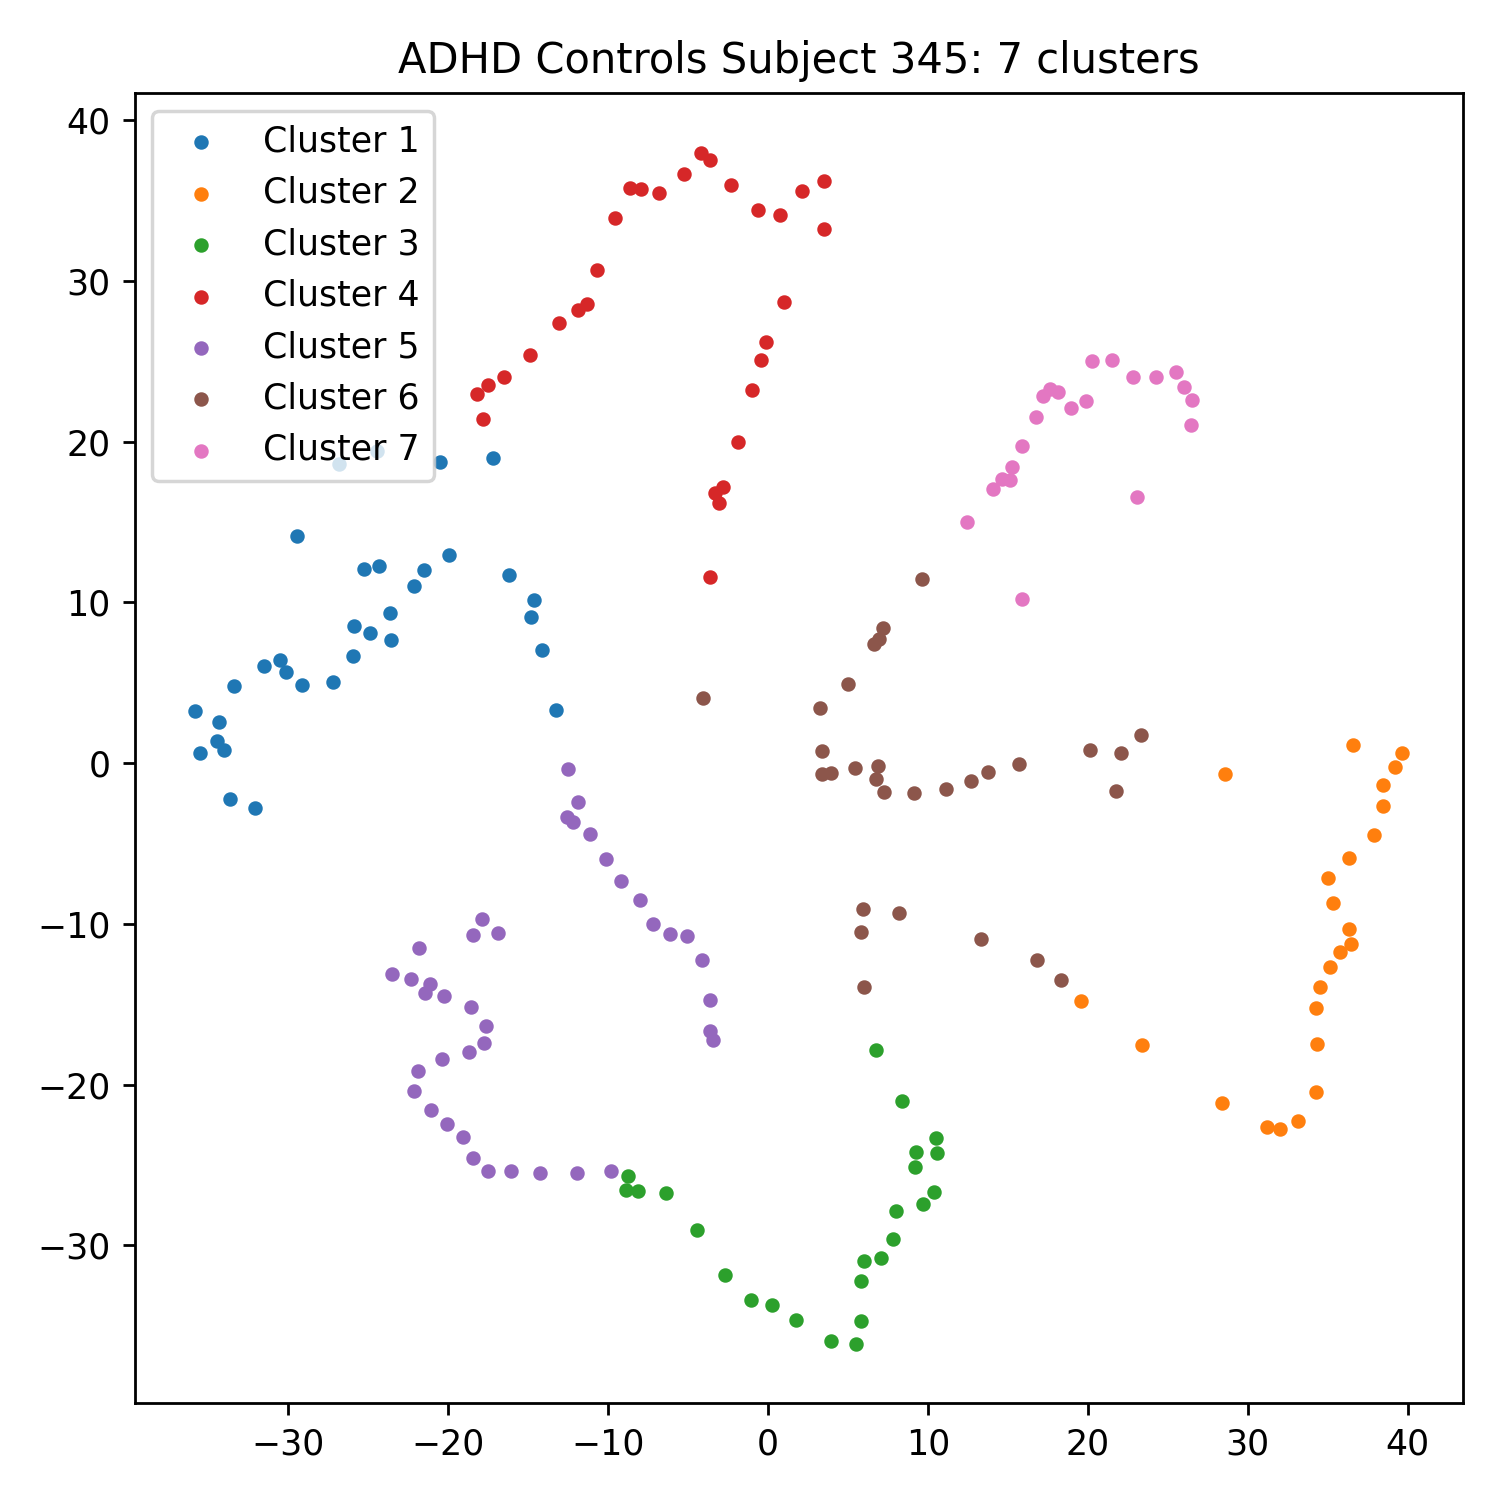 ADHD Controls Subject 345: 7 clusters
Cluster 1
Cluster 2
Cluster 3
Cluster 4
Cluster 5
Cluster 6
Cluster 7
40
30
20
10
0
−10
−20
−30
−30 −20 −10 0 10 20 30 40